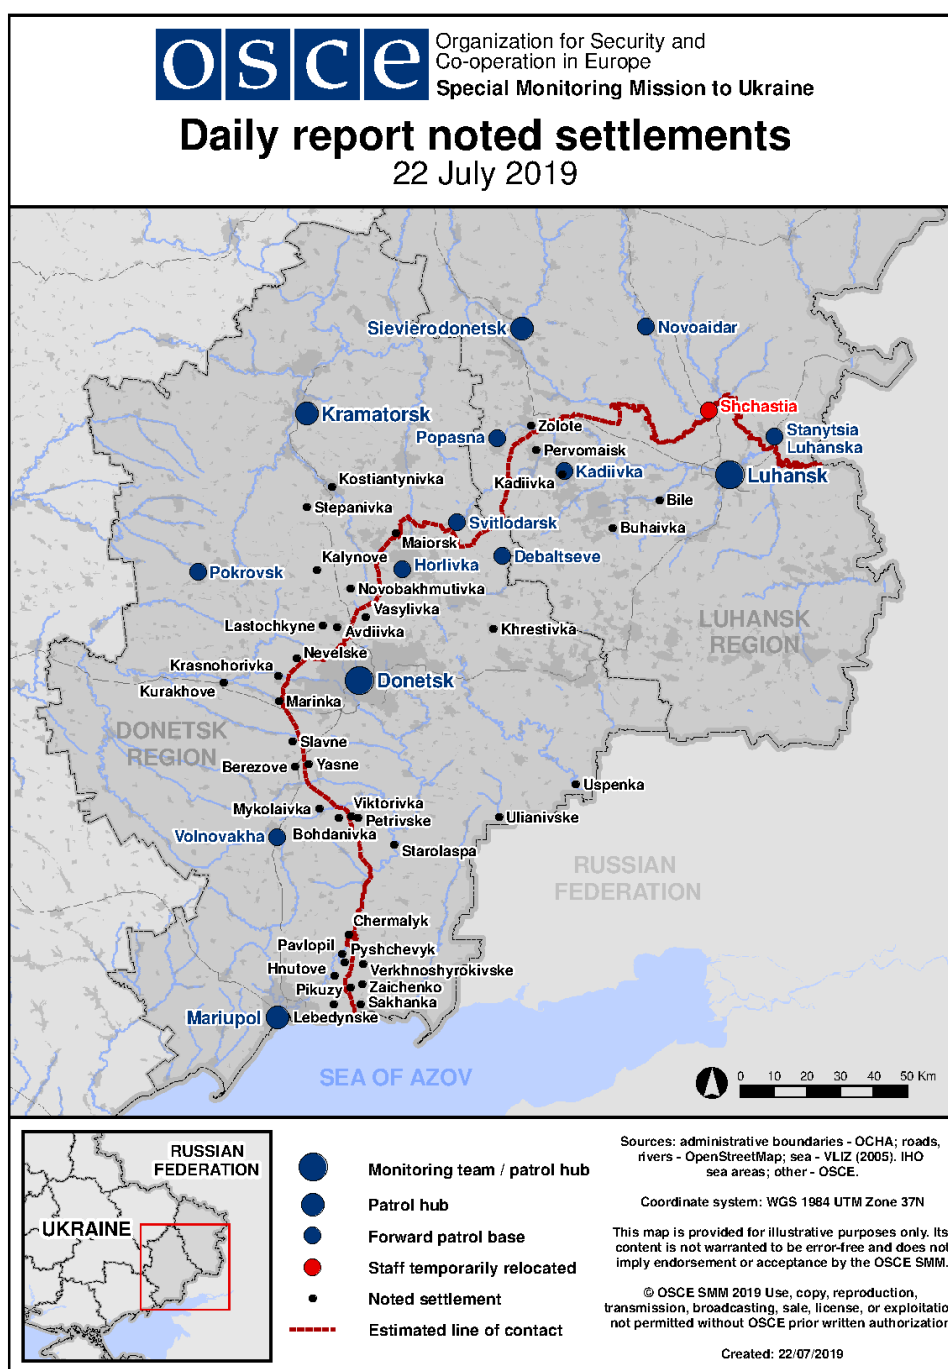 osce
Organization for Security and
Co-operation in Europe
Special Monitoring Mission to Ukraine
Daily report noted settlements
22 July 2019
Sievierodonetsk
Novoaidar
Shchastia
Kramatorsk
Zolote
Stanytsia
Luhanska
Popasna
Pervomaisk
Kadiivka
Kadiivka
Luhansk
Kostiantynivka
Bile
Stepanivka
Svitlodarsk
Buhaivka
Maiorsk
Kalynove
Debaltseve
Horlivka
Pokrovsk
Novobakhmutivka
Vasylivka
Lastochkyne
Avdiivka
Khrestivka
LUHANSK
REGION
Nevelske
Krasnohorivka
Donetsk
Kurakhove
Marinka
DONETSK
REGION
Slavne
Berezove
Yasne
Uspenka
Mykolaivka
Viktorivka
Petrivske
Ulianivske
Volnovakha
Bohdanivka
Starolaspa
RUSSIAN
FEDERATION
Chermalyk
Pavlopil
Pyshchevyk
Hnutove
Verkhnoshyrokivske
Pikuzy
Zaichenko
Sakhanka
Mariupol
Lebedynske
SEA OF AZOV
0 10 20 30 40 50 Km
RUSSIAN
FEDERATION
UKRAINE
Monitoring team / patrol hub
Patrol hub
Forward patrol base
Staff temporarily relocated
Noted settlement
Estimated line of contact
Sources: administrative boundaries - OCHA; roads,
rivers - OpenStreetMap; sea - VLIZ (2005). IHO
sea areas; other - OSCE.
Coordinate system: WGS 1984 UTM Zone 37N
This map is provided for illustrative purposes only. Its
content is not warranted to be error-free and does not
imply endorsement or acceptance by the OSCE SMM.
© OSCE SMM 2019 Use, copy, reproduction,
transmission, broadcasting, sale, license, or exploitatio
not permitted without OSCE prior written authorization
Created: 22/07/2019